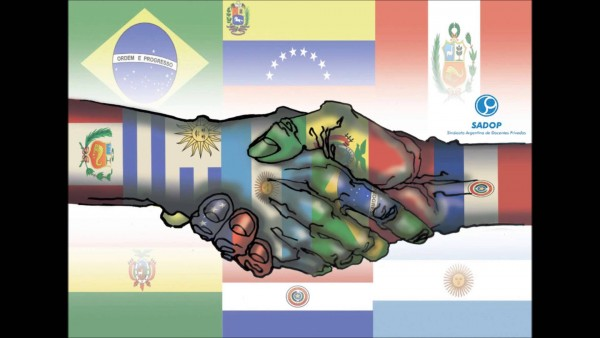 ORDEM E PROGRESSO
SADOP
Sindicato Argentino de Docentes Privados